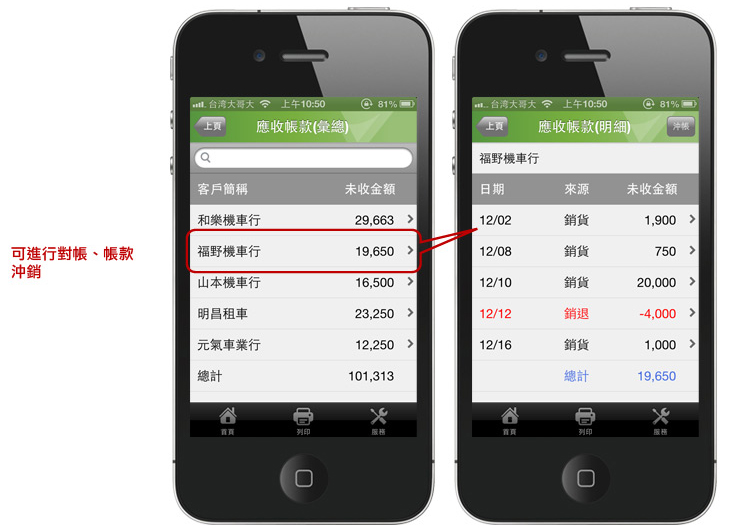 可進行對帳、帳款
沖銷
台湾大哥大 上午10:50 81%
上頁 應收帳款(彙總)
客戶簡稱 未收金額
和樂機車行 29,663
福野機車行 19,650
山本機車行 16,500
明昌租車 23,250
元氣車業行 12,250
總計 101,313
首頁 列印 服務
台湾大哥大 上午10:50 81%
上頁 應收帳款(明細) 沖帳
福野機車行
日期 來源 未收金額
12/02 銷貨 1,900
12/08 銷貨 750
12/10 銷貨 20,000
12/12 銷退 -4,000
12/16 銷貨 1,000
總計 19,650
首頁 列印 服務